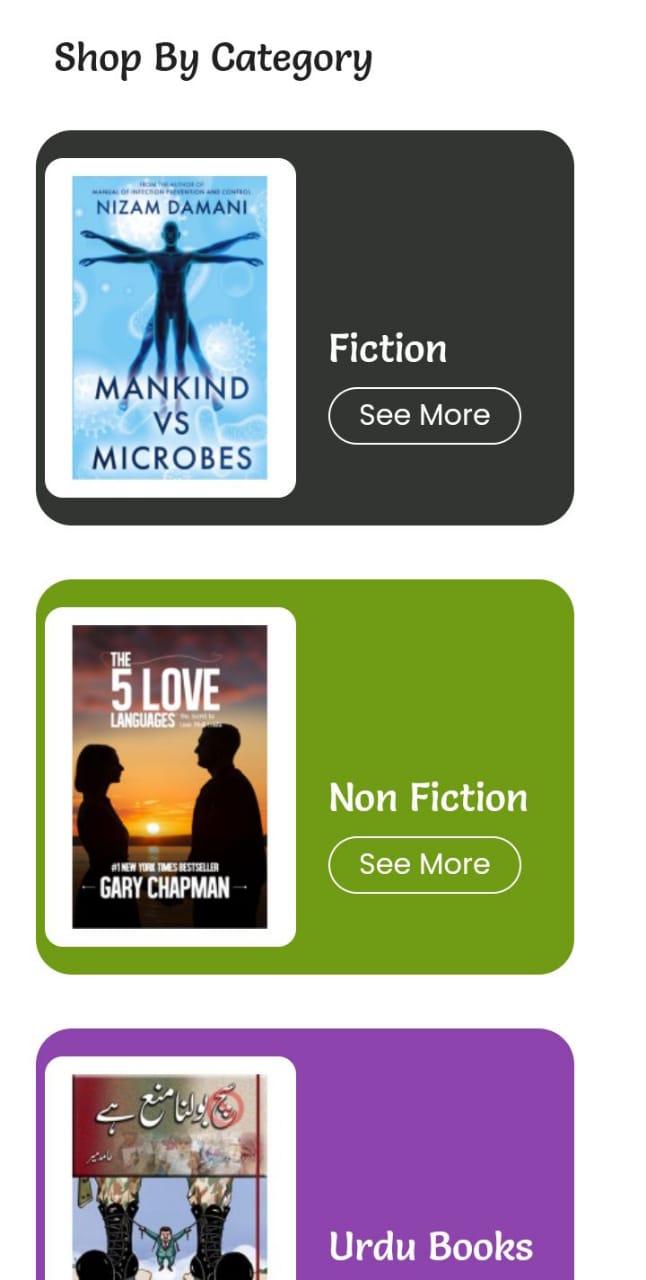 Shop By Category
FROM THE AUTHOR OF
MANUAL OF INFECTION PREVENTION AND CONTROL
NIZAM DAMANI
MANKIND
VS
MICROBES
Fiction
See More
THE
5 LOVE
LANGUAGES
#1 NEW YORK TIMES BESTSELLER
GARY CHAPMAN
Non Fiction
See More
سچ بولنا منع ہے
حامد میر
Urdu Books